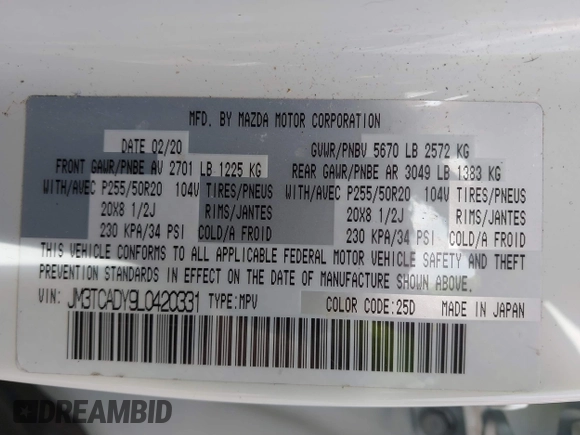 MFD. BY MAZDA MOTOR CORPORATION
DATE 02/20 GVWR/PNBV 5670 LB 2572 KG
FRONT GAWR/PNBE AV 2701 LB 1225 KG REAR GAWR/PNBE AR 3049 LB 1383 KG
WITH/AVEC P255/50R20 104V TIRES/PNEUS WITH/AVEC P255/50R20 104V TIRES/PNEUS
20X8 1/2J RIMS/JANTES 20X8 1/2J RIMS/JANTES
230 KPA/34 PSI COLD/A FROID 230 KPA/34 PSI COLD/A FROID
THIS VEHICLE CONFORMS TO ALL APPLICABLE FEDERAL MOTOR VEHICLE SAFETY AND THEFT
PREVENTION STANDARDS IN EFFECT ON THE DATE OF MANUFACTURE SHOWN ABOVE.
VIN: JM3TCADY9L0420331 TYPE:MPV COLOR CODE:25D MADE IN JAPAN
DREAMBID